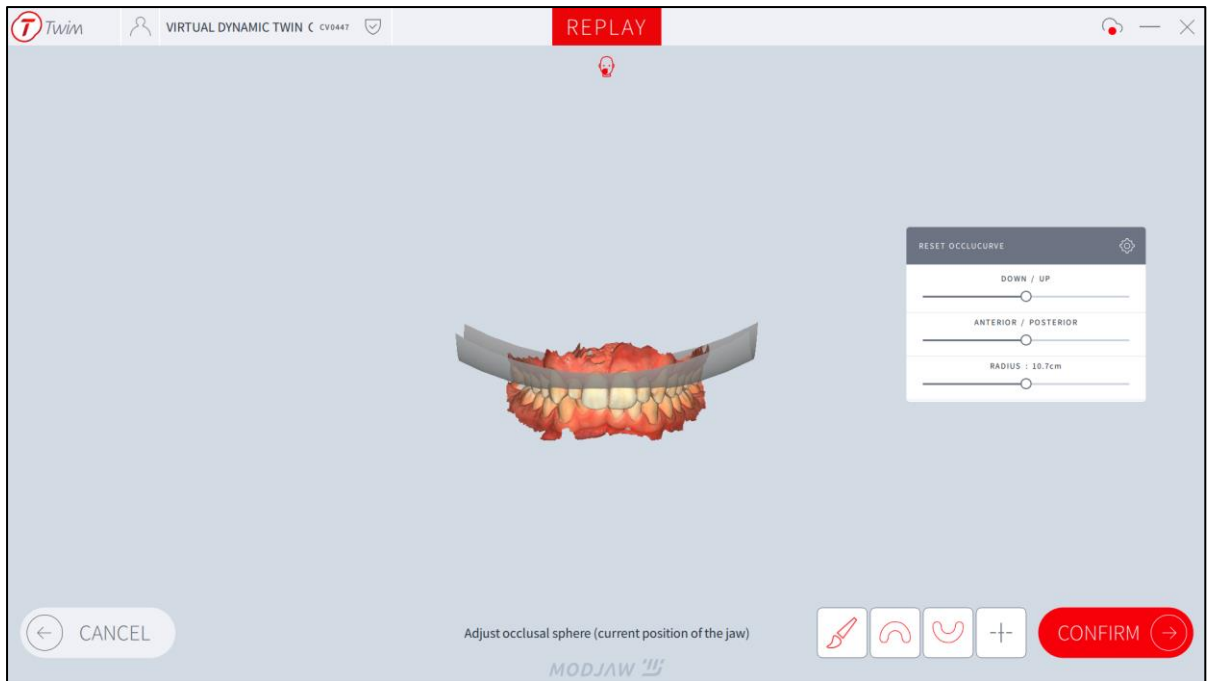 Twim
VIRTUAL DYNAMIC TWIN C CV0447
REPLAY
RESET OCCLUCURVE
DOWN / UP
ANTERIOR / POSTERIOR
RADIUS : 10.7cm
CANCEL
Adjust occlusal sphere (current position of the jaw)
CONFIRM
MODJAW